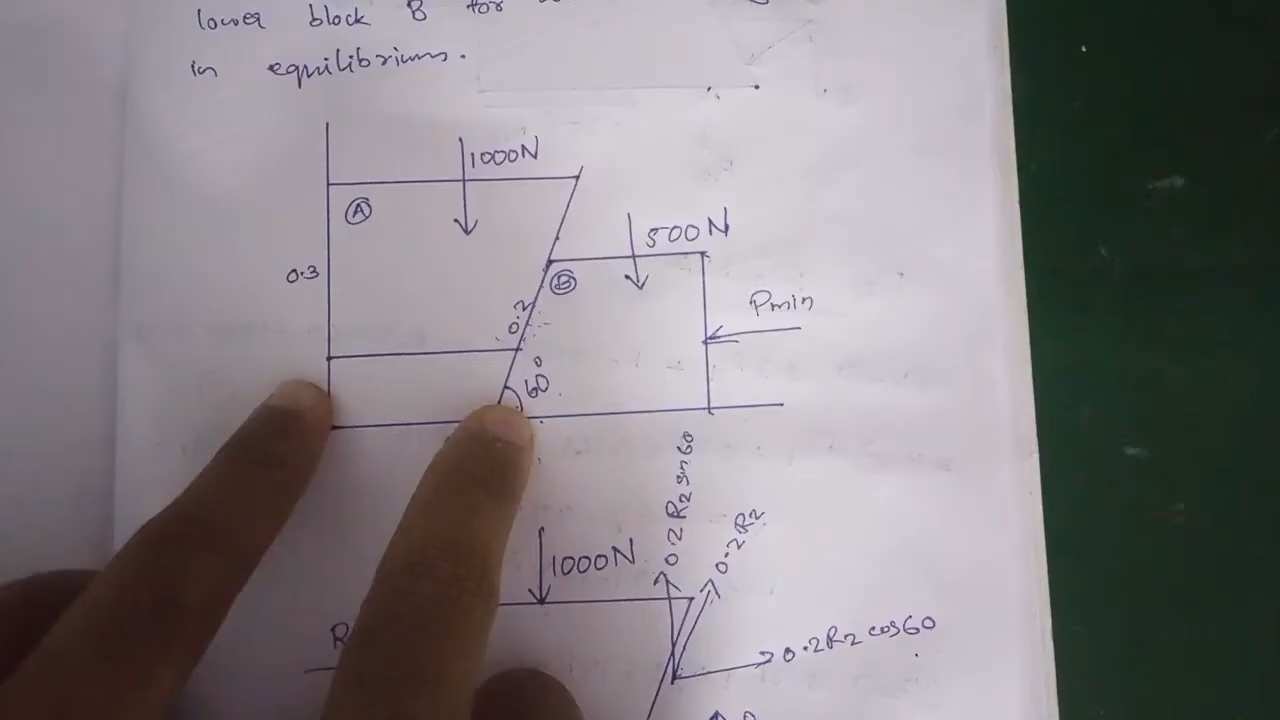 lower block B for
in equilibrium.
1000N
A
500N
0.3
B
Pmin
0.2
60°
0.2R2 sin60
0.2R2
1000N
0.2R2 cos60
R